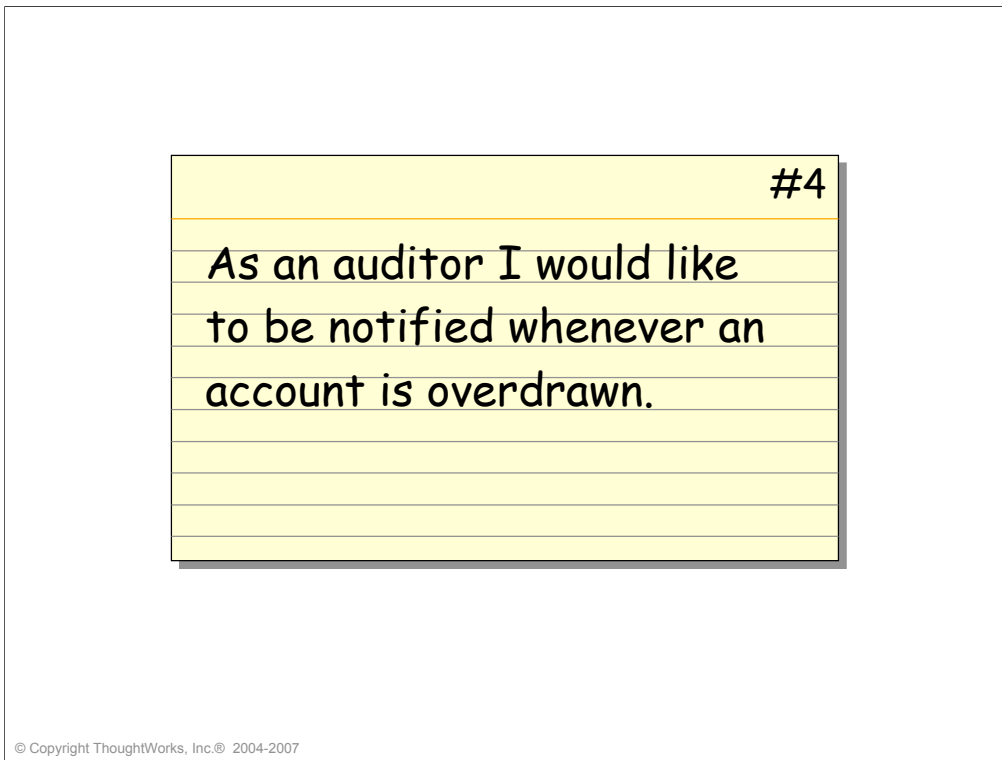 #4
As an auditor I would like
to be notified whenever an
account is overdrawn.
© Copyright ThoughtWorks, Inc.® 2004-2007